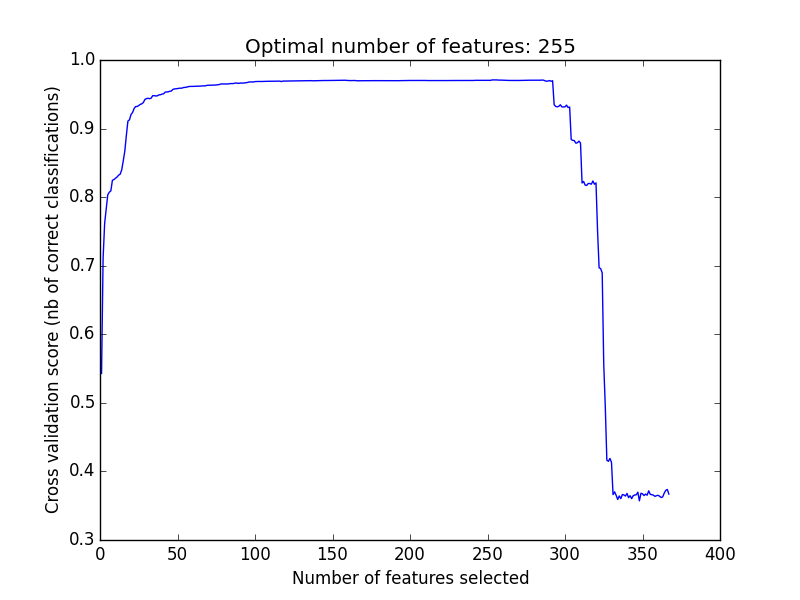 Optimal number of features: 255
1.0
0.9
0.8
0.7
0.6
0.5
0.4
0.3
Cross validation score (nb of correct classifications)
0 50 100 150 200 250 300 350 400
Number of features selected